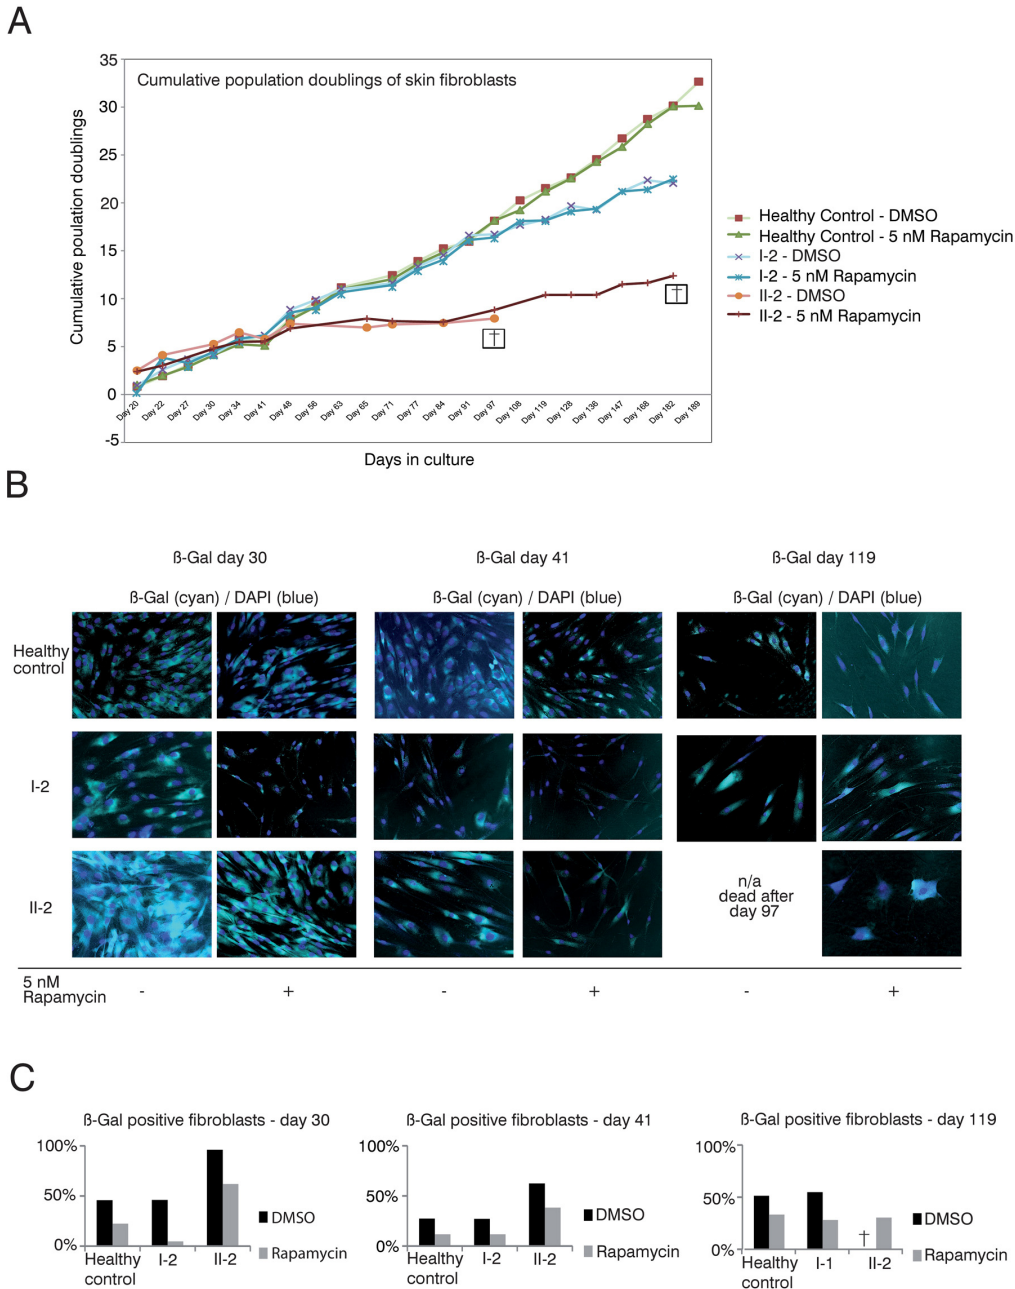 A
Cumulative population doublings of skin fibroblasts
Cumulative poulation doublings
35
30
25
20
15
10
5
0
-5
Day 20
Day 22
Day 27
Day 30
Day 34
Day 41
Day 48
Day 56
Day 63
Day 65
Day 71
Day 77
Day 84
Day 91
Day 97
Day 108
Day 119
Day 128
Day 136
Day 147
Day 168
Day 182
Day 189
Days in culture
†
†
Healthy Control - DMSO
Healthy Control - 5 nM Rapamycin
I-2 - DMSO
I-2 - 5 nM Rapamycin
II-2 - DMSO
II-2 - 5 nM Rapamycin
B
ß-Gal day 30
ß-Gal day 41
ß-Gal day 119
ß-Gal (cyan) / DAPI (blue)
ß-Gal (cyan) / DAPI (blue)
ß-Gal (cyan) / DAPI (blue)
Healthy
control
I-2
II-2
n/a
dead after
day 97
5 nM
Rapamycin
- + - + - +
C
ß-Gal positive fibroblasts - day 30
100%
50%
0%
Healthy
control
I-2
II-2
DMSO
Rapamycin
ß-Gal positive fibroblasts - day 41
100%
50%
0%
Healthy
control
I-2
II-2
DMSO
Rapamycin
ß-Gal positive fibroblasts - day 119
100%
50%
0%
†
Healthy
control
I-1
II-2
DMSO
Rapamycin